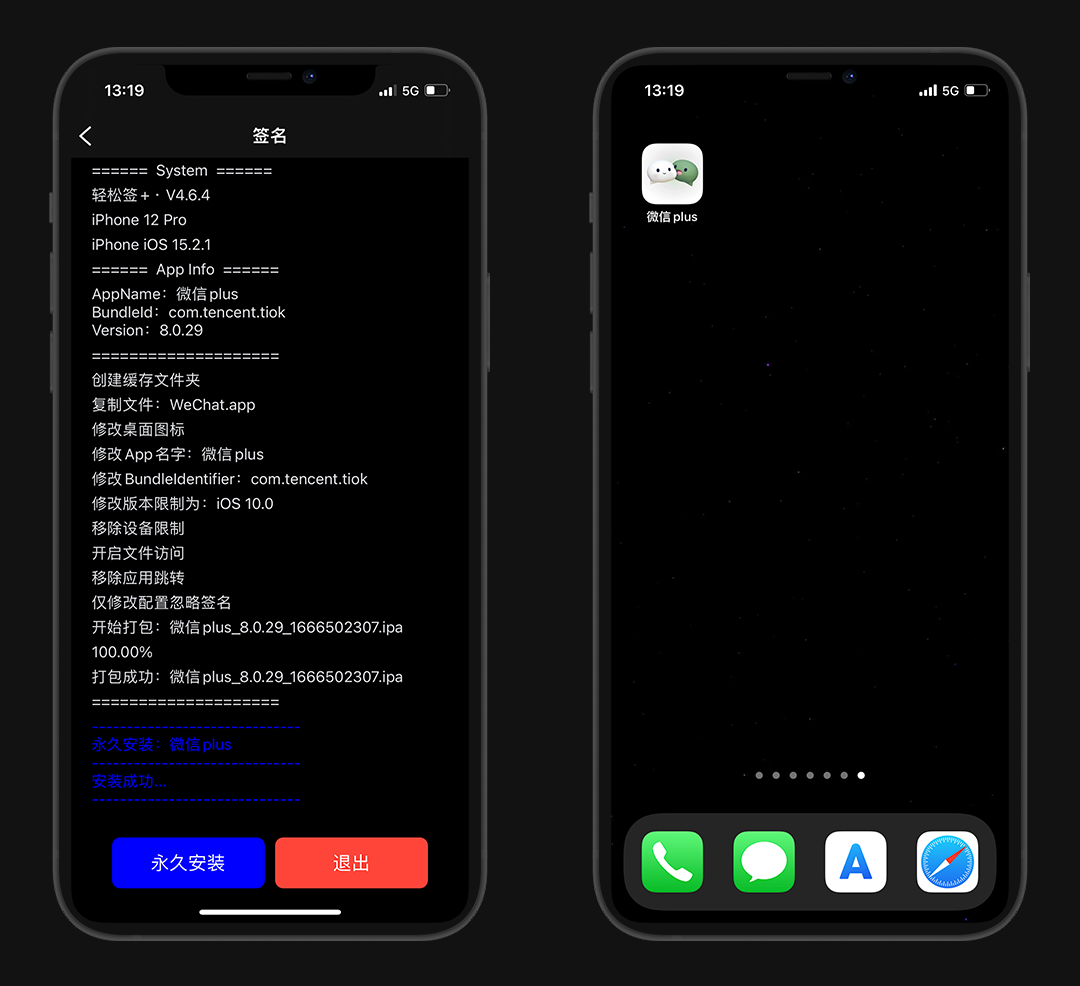 13:19
5G
签名
====== System ======
轻松签+ · V4.6.4
iPhone 12 Pro
iPhone iOS 15.2.1
====== App Info ======
AppName：微信plus
BundleId：com.tencent.tiok
Version：8.0.29
====================
创建缓存文件夹
复制文件：WeChat.app
修改桌面图标
修改App名字：微信plus
修改BundleIdentifier：com.tencent.tiok
修改版本限制为：iOS 10.0
移除设备限制
开启文件访问
移除应用跳转
仅修改配置忽略签名
开始打包：微信plus_8.0.29_1666502307.ipa
100.00%
打包成功：微信plus_8.0.29_1666502307.ipa
====================
------------------------------
永久安装：微信plus
------------------------------
安装成功...
------------------------------
永久安装
退出
13:19
5G
微信plus